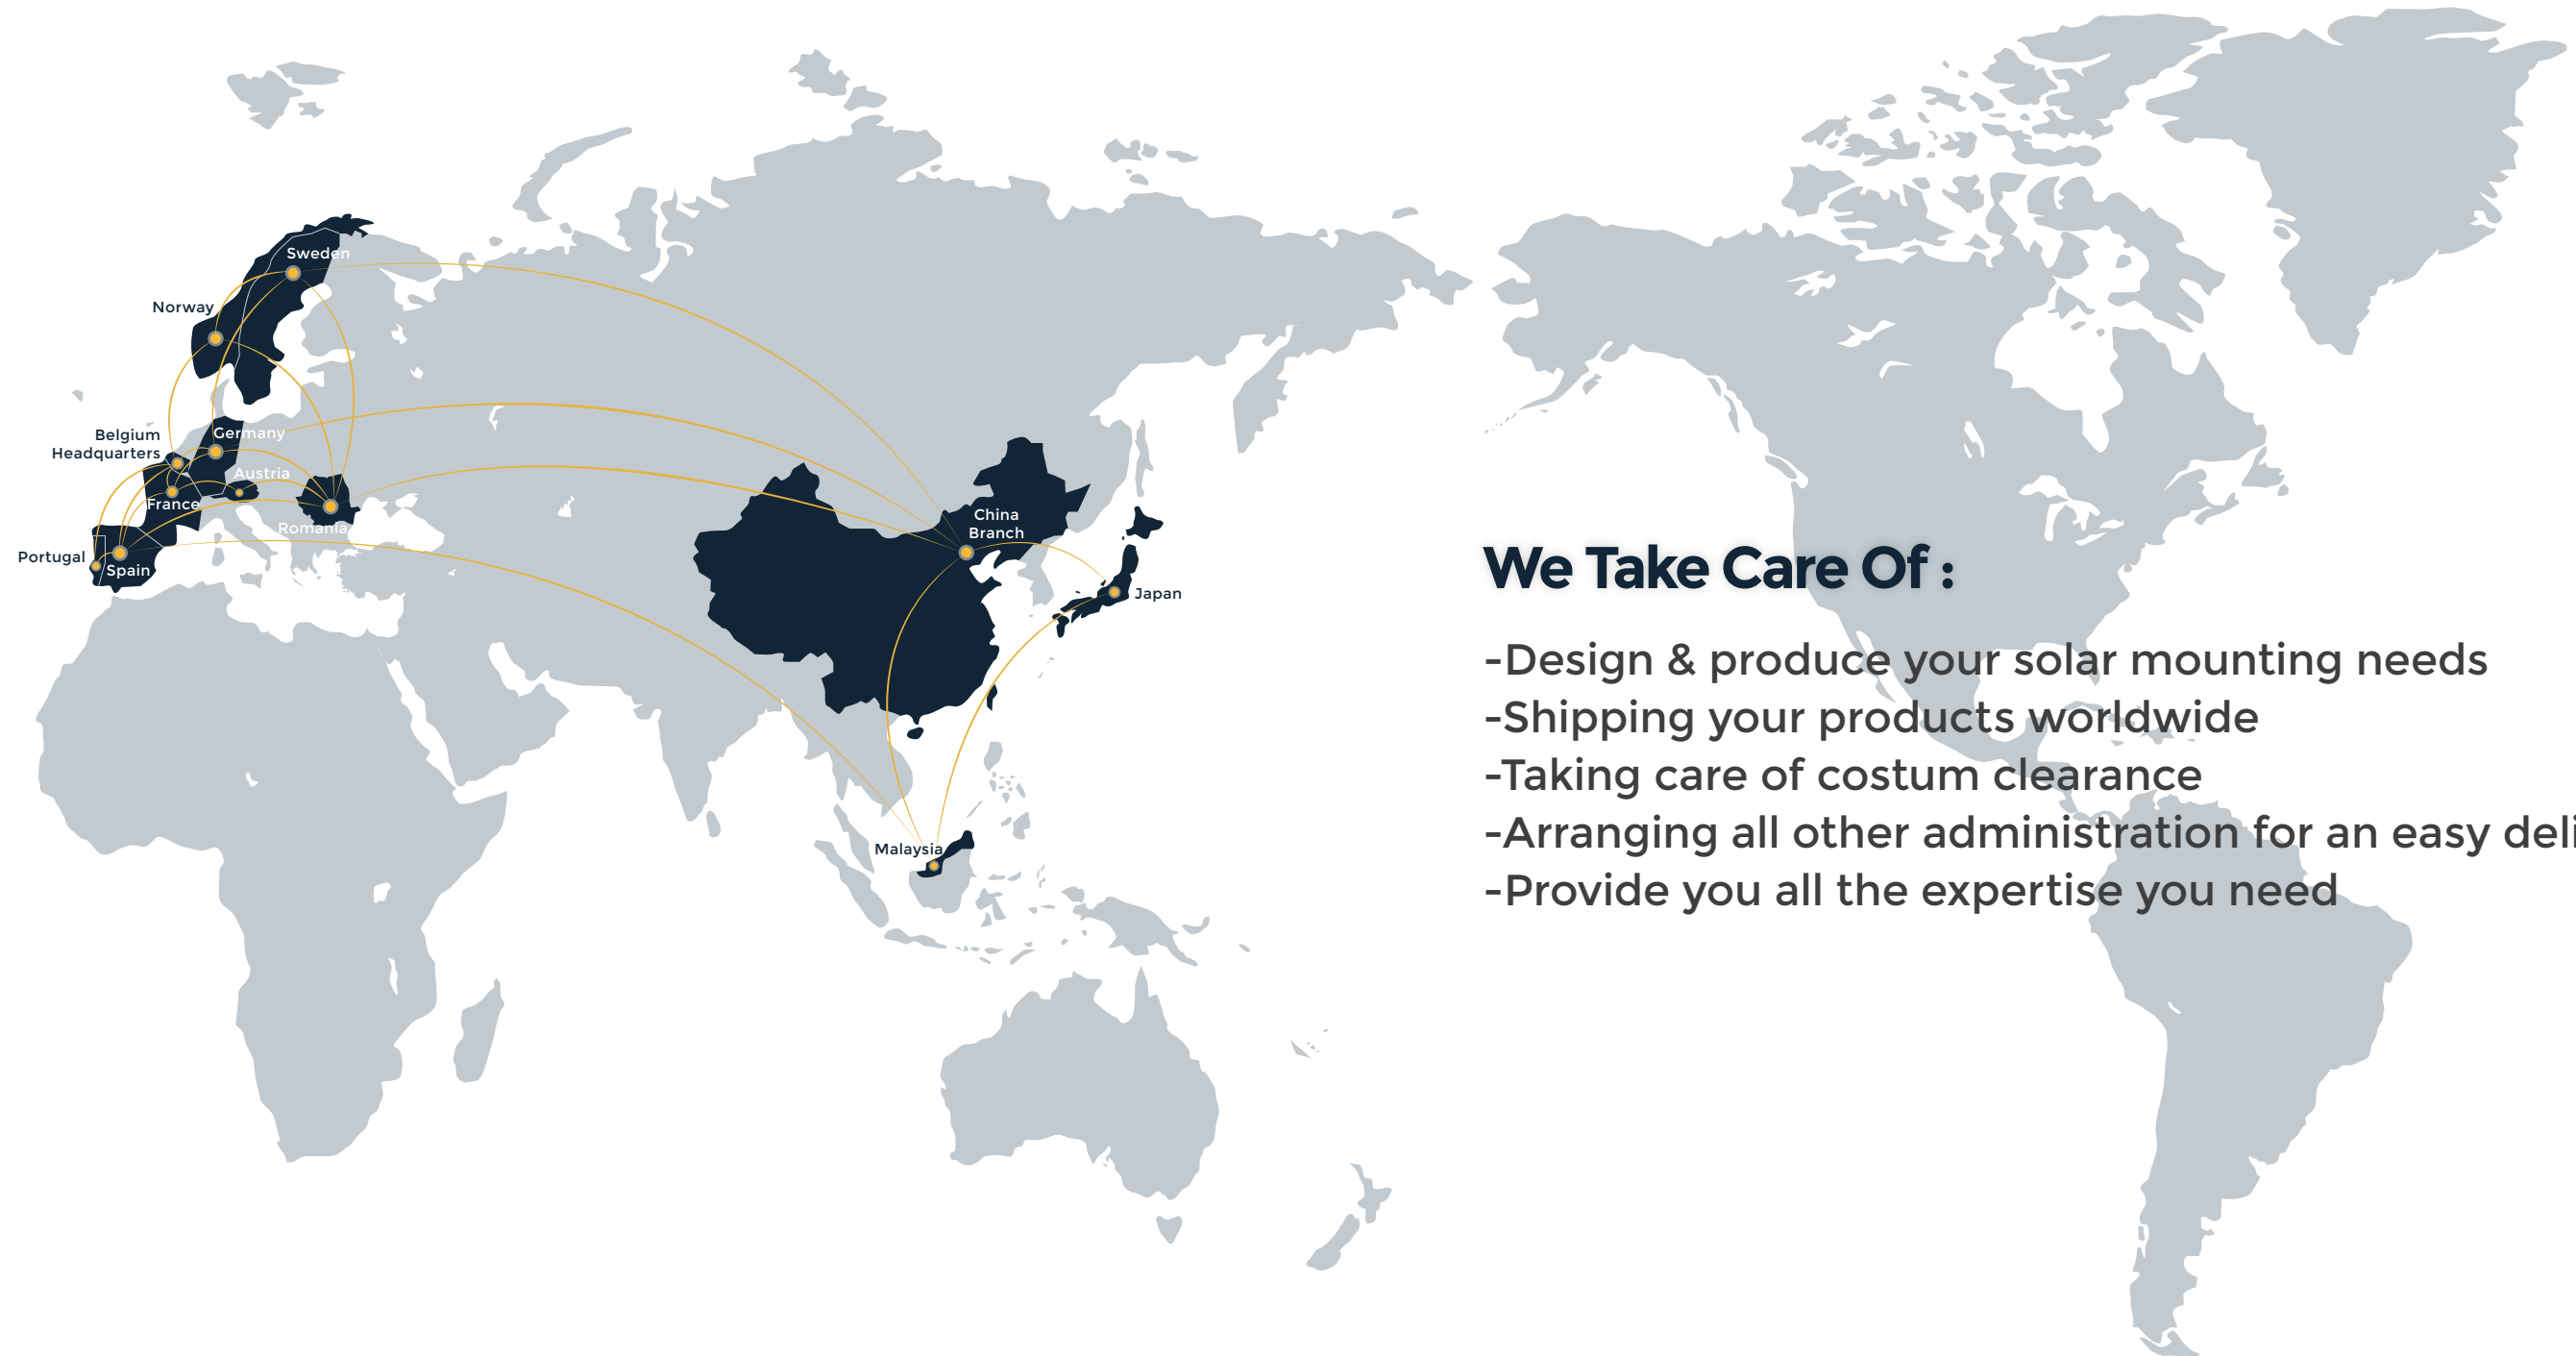 Sweden
Norway
Belgium
Headquarters
Germany
Austria
France
Romania
Portugal
Spain
China
Branch
Japan
Malaysia
We Take Care Of :
-Design & produce your solar mounting needs
-Shipping your products worldwide
-Taking care of costum clearance
-Arranging all other administration for an easy deli
-Provide you all the expertise you need